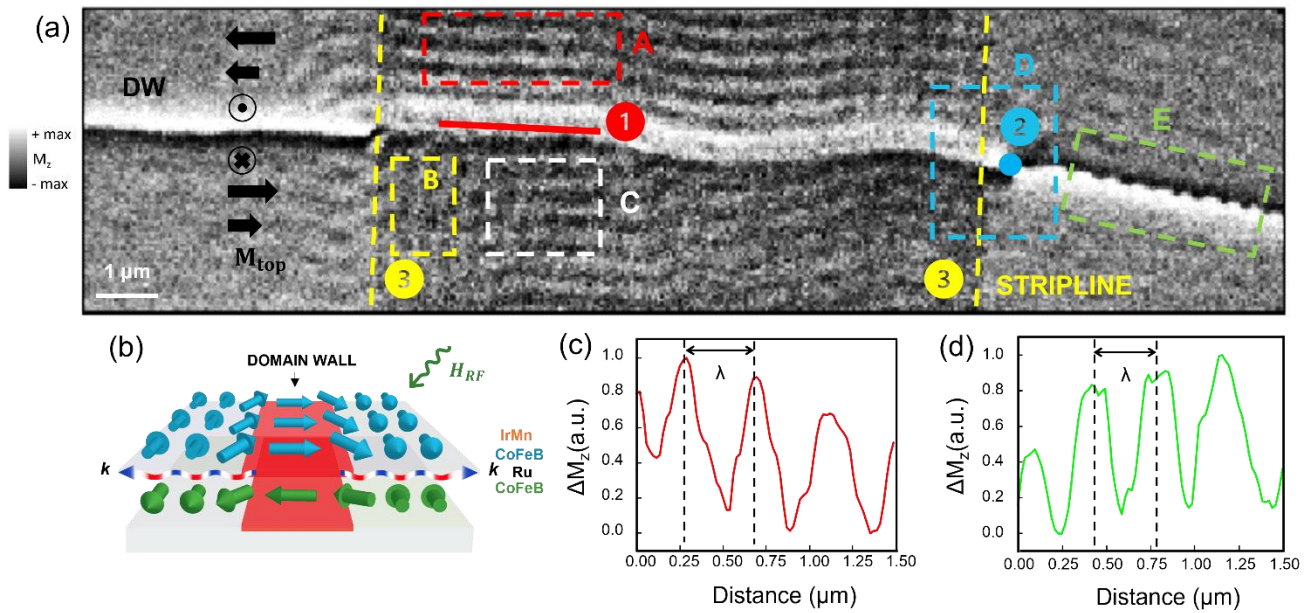 (a)
A
DW
D
1
2
E
+ max
M_z
- max
B
C
M_top
1 μm
3
3
STRIPLINE
(b)
DOMAIN WALL
H_RF
IrMn
CoFeB
k
k
Ru
CoFeB
(c)
ΔM_z(a.u.)
1.0
0.8
0.6
0.4
0.2
0.0
λ
0.00 0.25 0.50 0.75 1.00 1.25 1.50
Distance (μm)
(d)
ΔM_z(a.u.)
1.0
0.8
0.6
0.4
0.2
0.0
λ
0.00 0.25 0.50 0.75 1.00 1.25 1.50
Distance (μm)